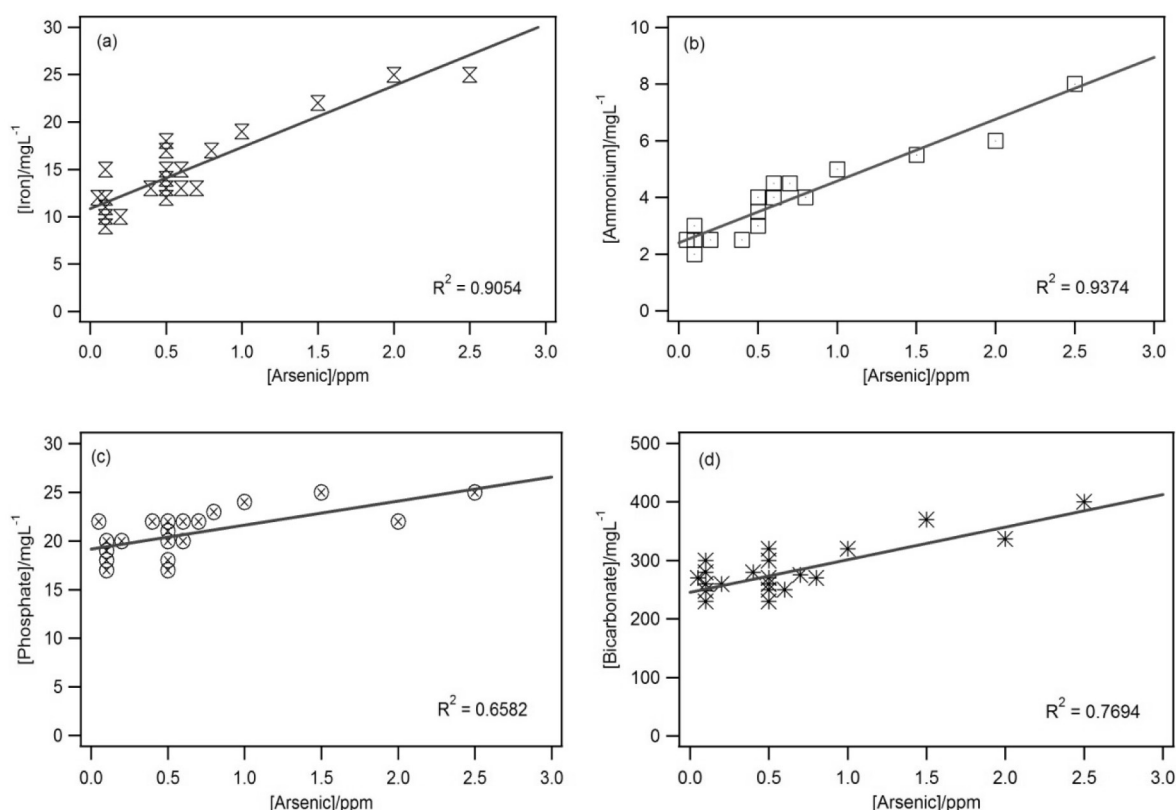 (a)
[Iron]/mgL⁻¹
30
25
20
15
10
5
0
R² = 0.9054
0.0 0.5 1.0 1.5 2.0 2.5 3.0
[Arsenic]/ppm
(b)
[Ammonium]/mgL⁻¹
10
8
6
4
2
0
R² = 0.9374
0.0 0.5 1.0 1.5 2.0 2.5 3.0
[Arsenic]/ppm
(c)
[Phosphate]/mgL⁻¹
30
25
20
15
10
5
0
R² = 0.6582
0.0 0.5 1.0 1.5 2.0 2.5 3.0
[Arsenic]/ppm
(d)
[Bicarbonate]/mgL⁻¹
500
400
300
200
100
0
R² = 0.7694
0.0 0.5 1.0 1.5 2.0 2.5 3.0
[Arsenic]/ppm